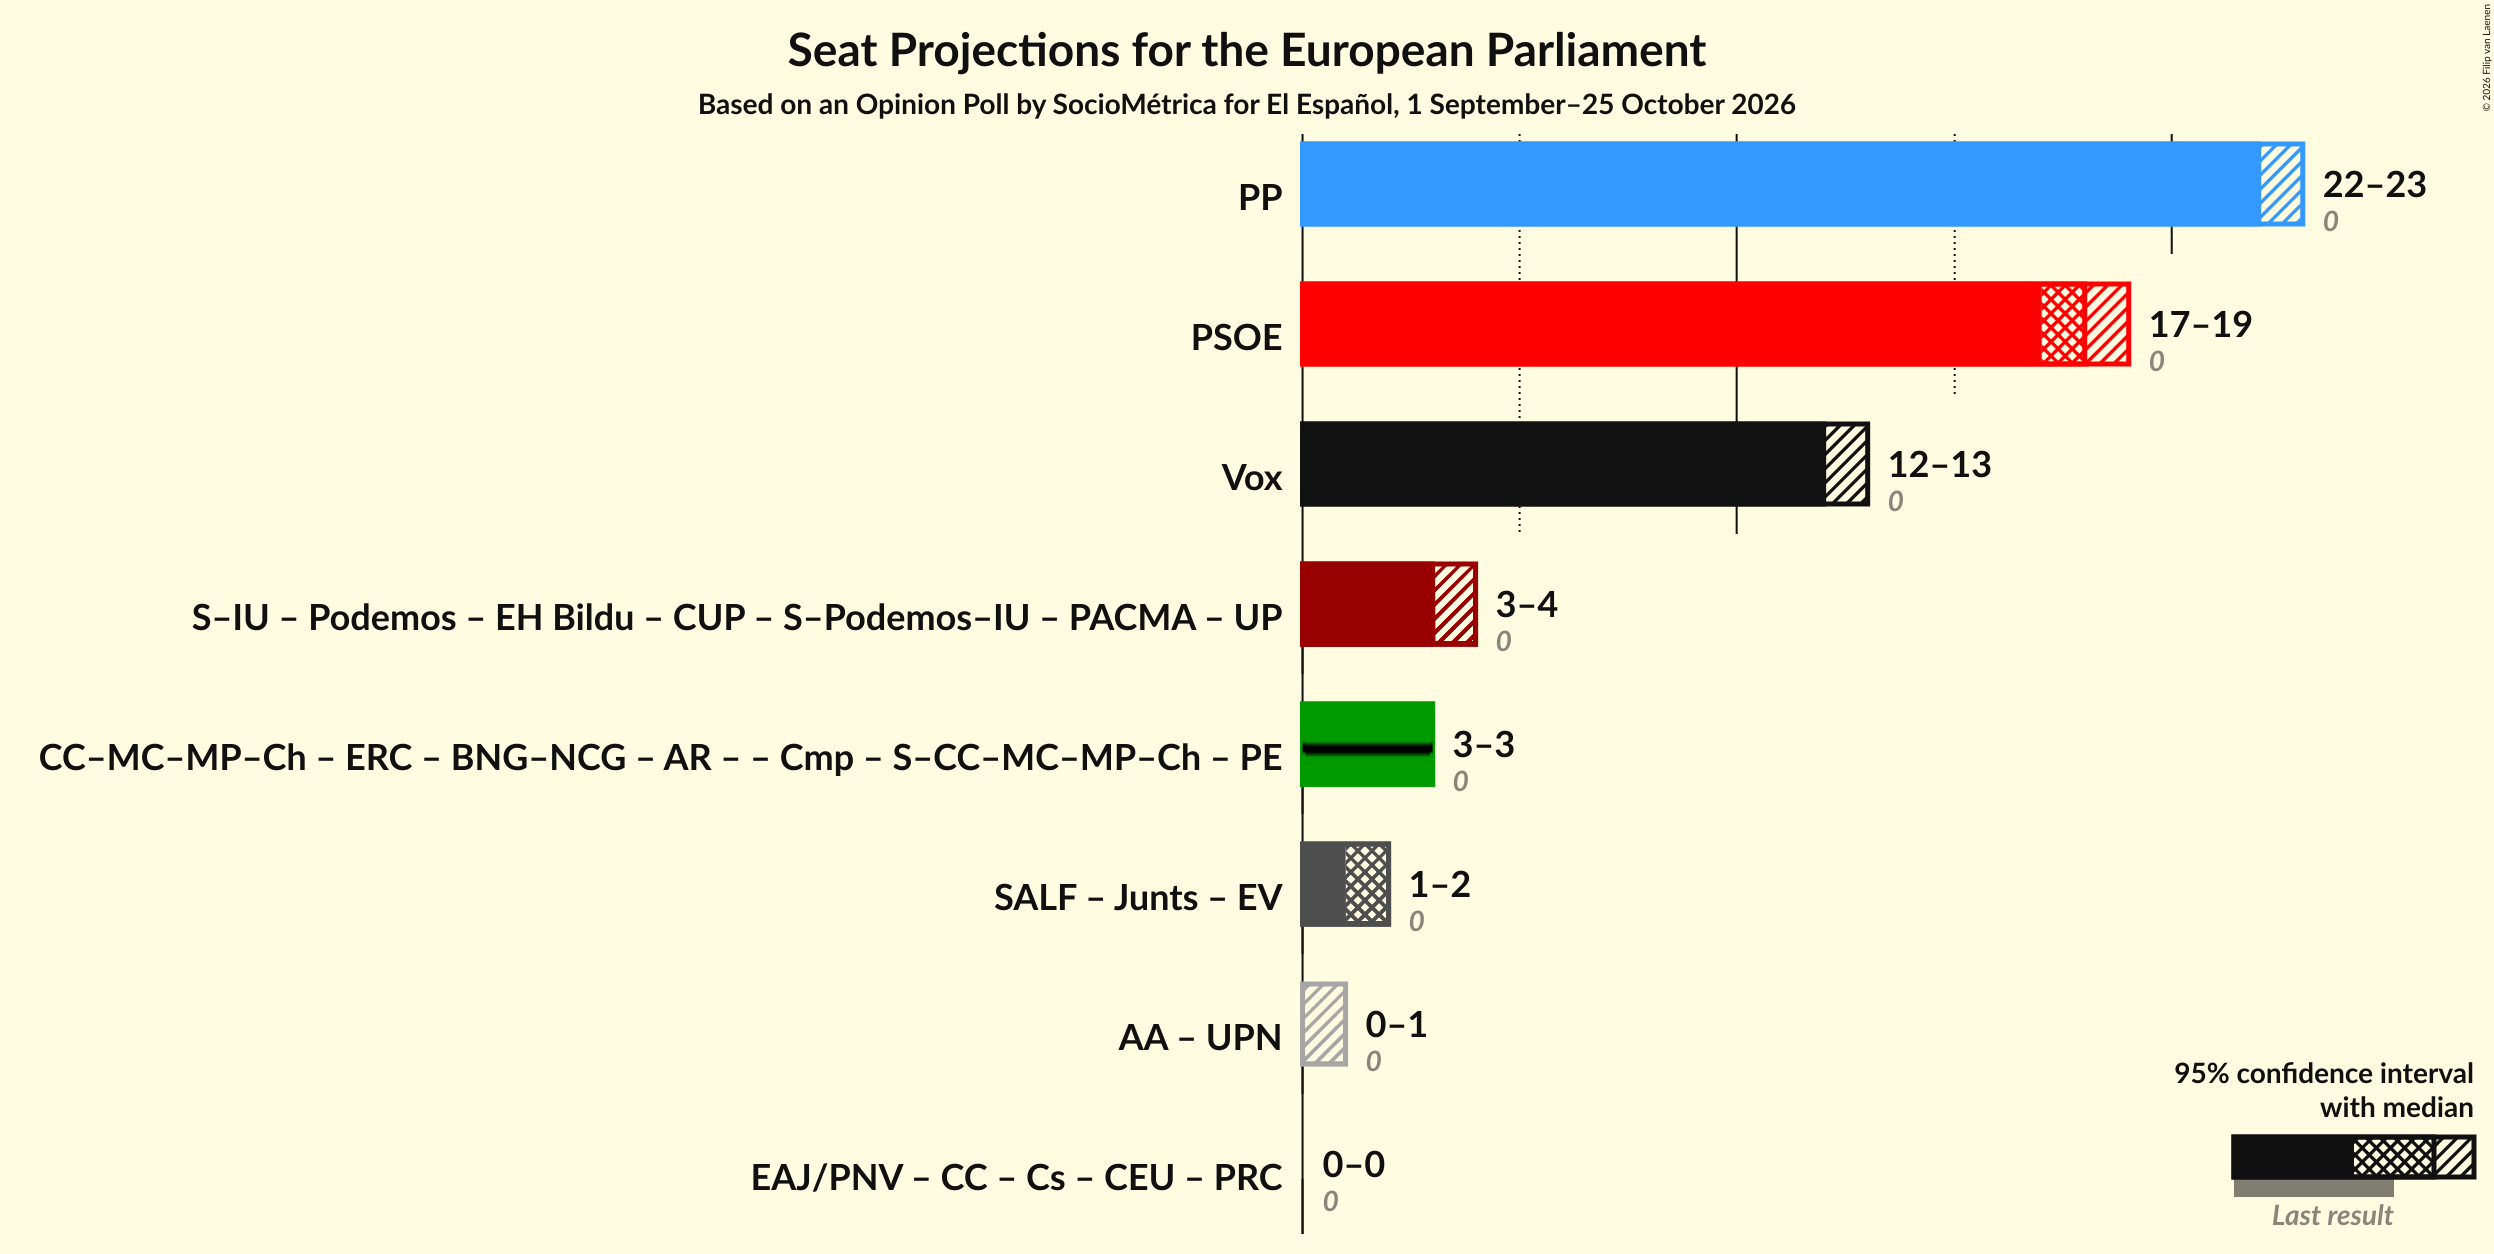 Seat Projections for the European Parliament
Based on an Opinion Poll by SocioMétrica for El Español, 1 September–25 October 2026
© 2026 Filip van Laenen
PP
22–23
0
PSOE
17–19
0
Vox
12–13
0
S–IU – Podemos – EH Bildu – CUP – S–Podemos–IU – PACMA – UP
3–4
0
CC–MC–MP–Ch – ERC – BNG–NCG – AR – – Cmp – S–CC–MC–MP–Ch – PE
3–3
0
SALF – Junts – EV
1–2
0
AA – UPN
0–1
0
EAJ/PNV – CC – Cs – CEU – PRC
0–0
0
95% confidence interval
with median
Last result